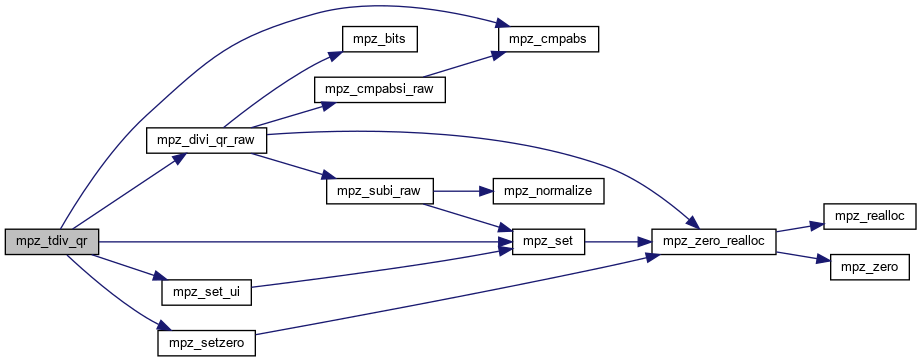 mpz_bits
mpz_cmpabs
mpz_cmpabsi_raw
mpz_divi_qr_raw
mpz_subi_raw
mpz_normalize
mpz_realloc
mpz_tdiv_qr
mpz_set
mpz_zero_realloc
mpz_zero
mpz_set_ui
mpz_setzero